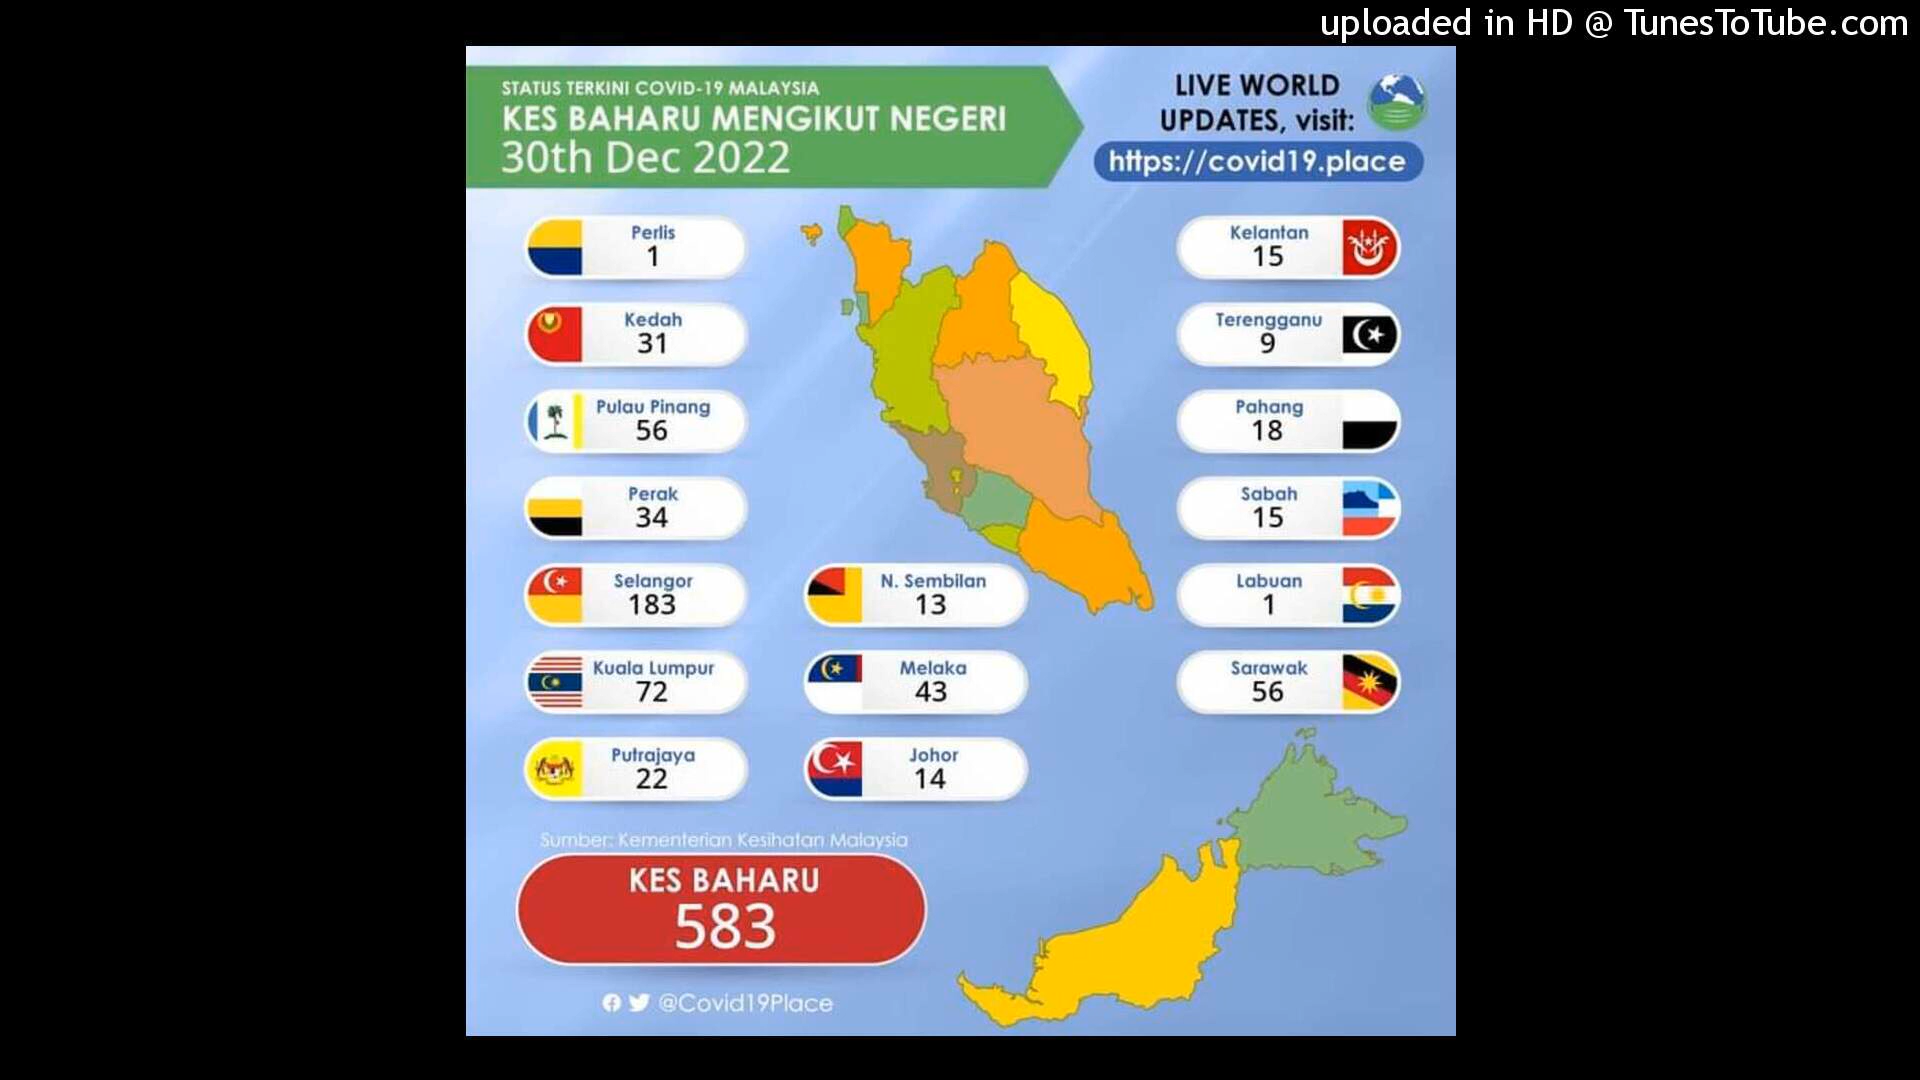 uploaded in HD @ TunesToTube.com
STATUS TERKINI COVID-19 MALAYSIA
KES BAHARU MENGIKUT NEGERI
30th Dec 2022
LIVE WORLD
UPDATES, visit:
https://covid19.place
Perlis
1
Kedah
31
Pulau Pinang
56
Perak
34
Selangor
183
Kuala Lumpur
72
Putrajaya
22
N. Sembilan
13
Melaka
43
Johor
14
Kelantan
15
Terengganu
9
Pahang
18
Sabah
15
Labuan
1
Sarawak
56
Sumber: Kementerian Kesihatan Malaysia
KES BAHARU
583
@Covid19Place